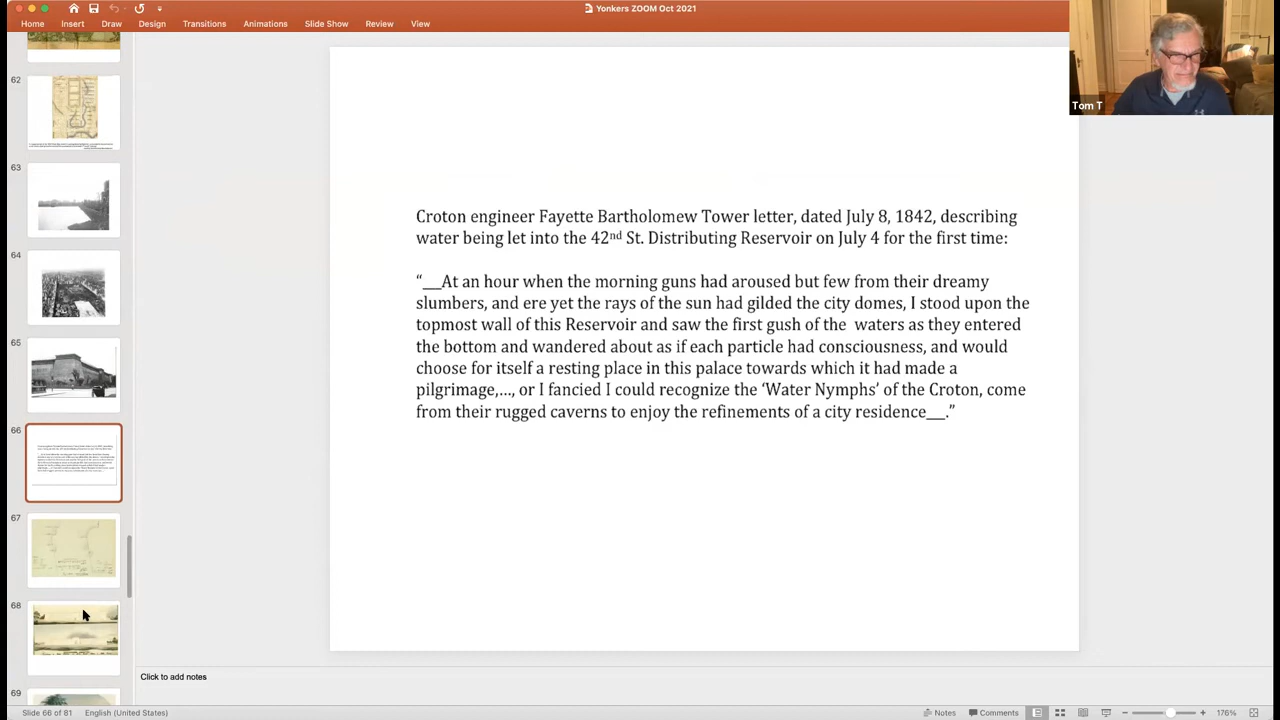 Yonkers ZOOM Oct 2021
Home Insert Draw Design Transitions Animations Slide Show Review View
Tom T
62
63
64
65
66
67
68
69
Croton engineer Fayette Bartholomew Tower letter, dated July 8, 1842, describing
water being let into the 42nd St. Distributing Reservoir on July 4 for the first time:
“__At an hour when the morning guns had aroused but few from their dreamy
slumbers, and ere yet the rays of the sun had gilded the city domes, I stood upon the
topmost wall of this Reservoir and saw the first gush of the waters as they entered
the bottom and wandered about as if each particle had consciousness, and would
choose for itself a resting place in this palace towards which it had made a
pilgrimage,..., or I fancied I could recognize the ‘Water Nymphs’ of the Croton, come
from their rugged caverns to enjoy the refinements of a city residence__.”
Click to add notes
Slide 66 of 81 English (United States) Notes Comments 176%